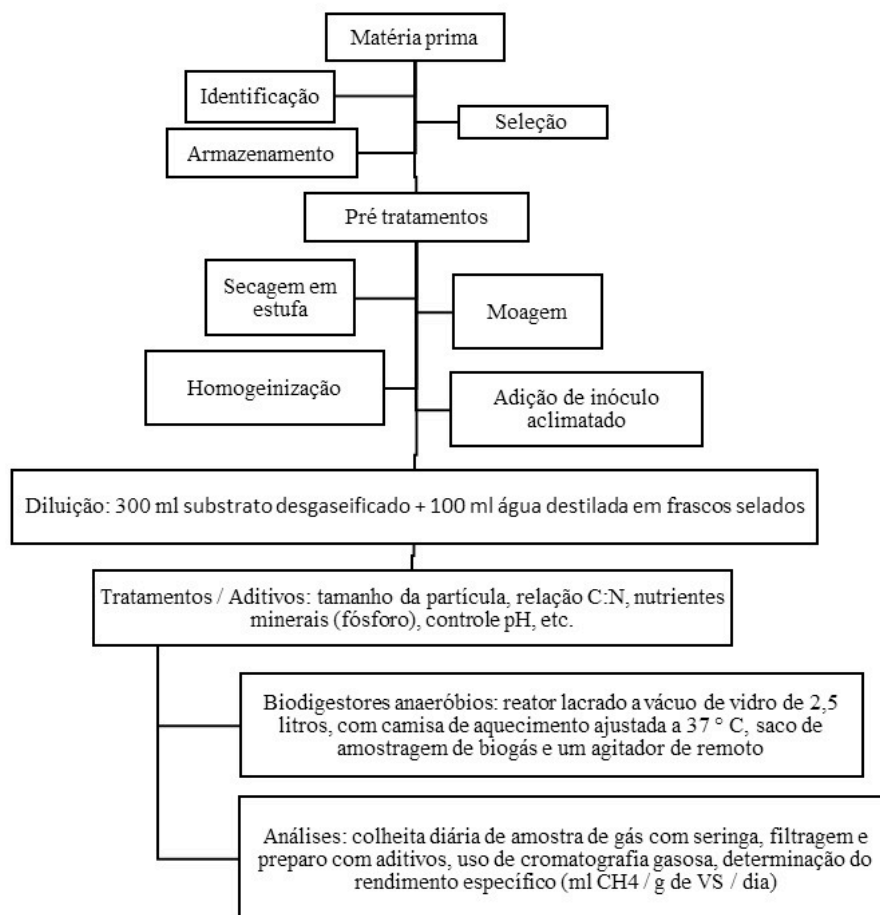 Matéria prima
Identificação
Seleção
Armazenamento
Pré tratamentos
Secagem em
estufa
Moagem
Homogeinização
Adição de inóculo
aclimatado
Diluição: 300 ml substrato desgaseificado + 100 ml água destilada em frascos selados
Tratamentos / Aditivos: tamanho da partícula, relação C:N, nutrientes
minerais (fósforo), controle pH, etc.
Biodigestores anaeróbios: reator lacrado a vácuo de vidro de 2,5
litros, com camisa de aquecimento ajustada a 37 ° C, saco de
amostragem de biogás e um agitador de remoto
Análises: colheita diária de amostra de gás com seringa, filtragem e
preparo com aditivos, uso de cromatografia gasosa, determinação do
rendimento específico (ml CH4 / g de VS / dia)